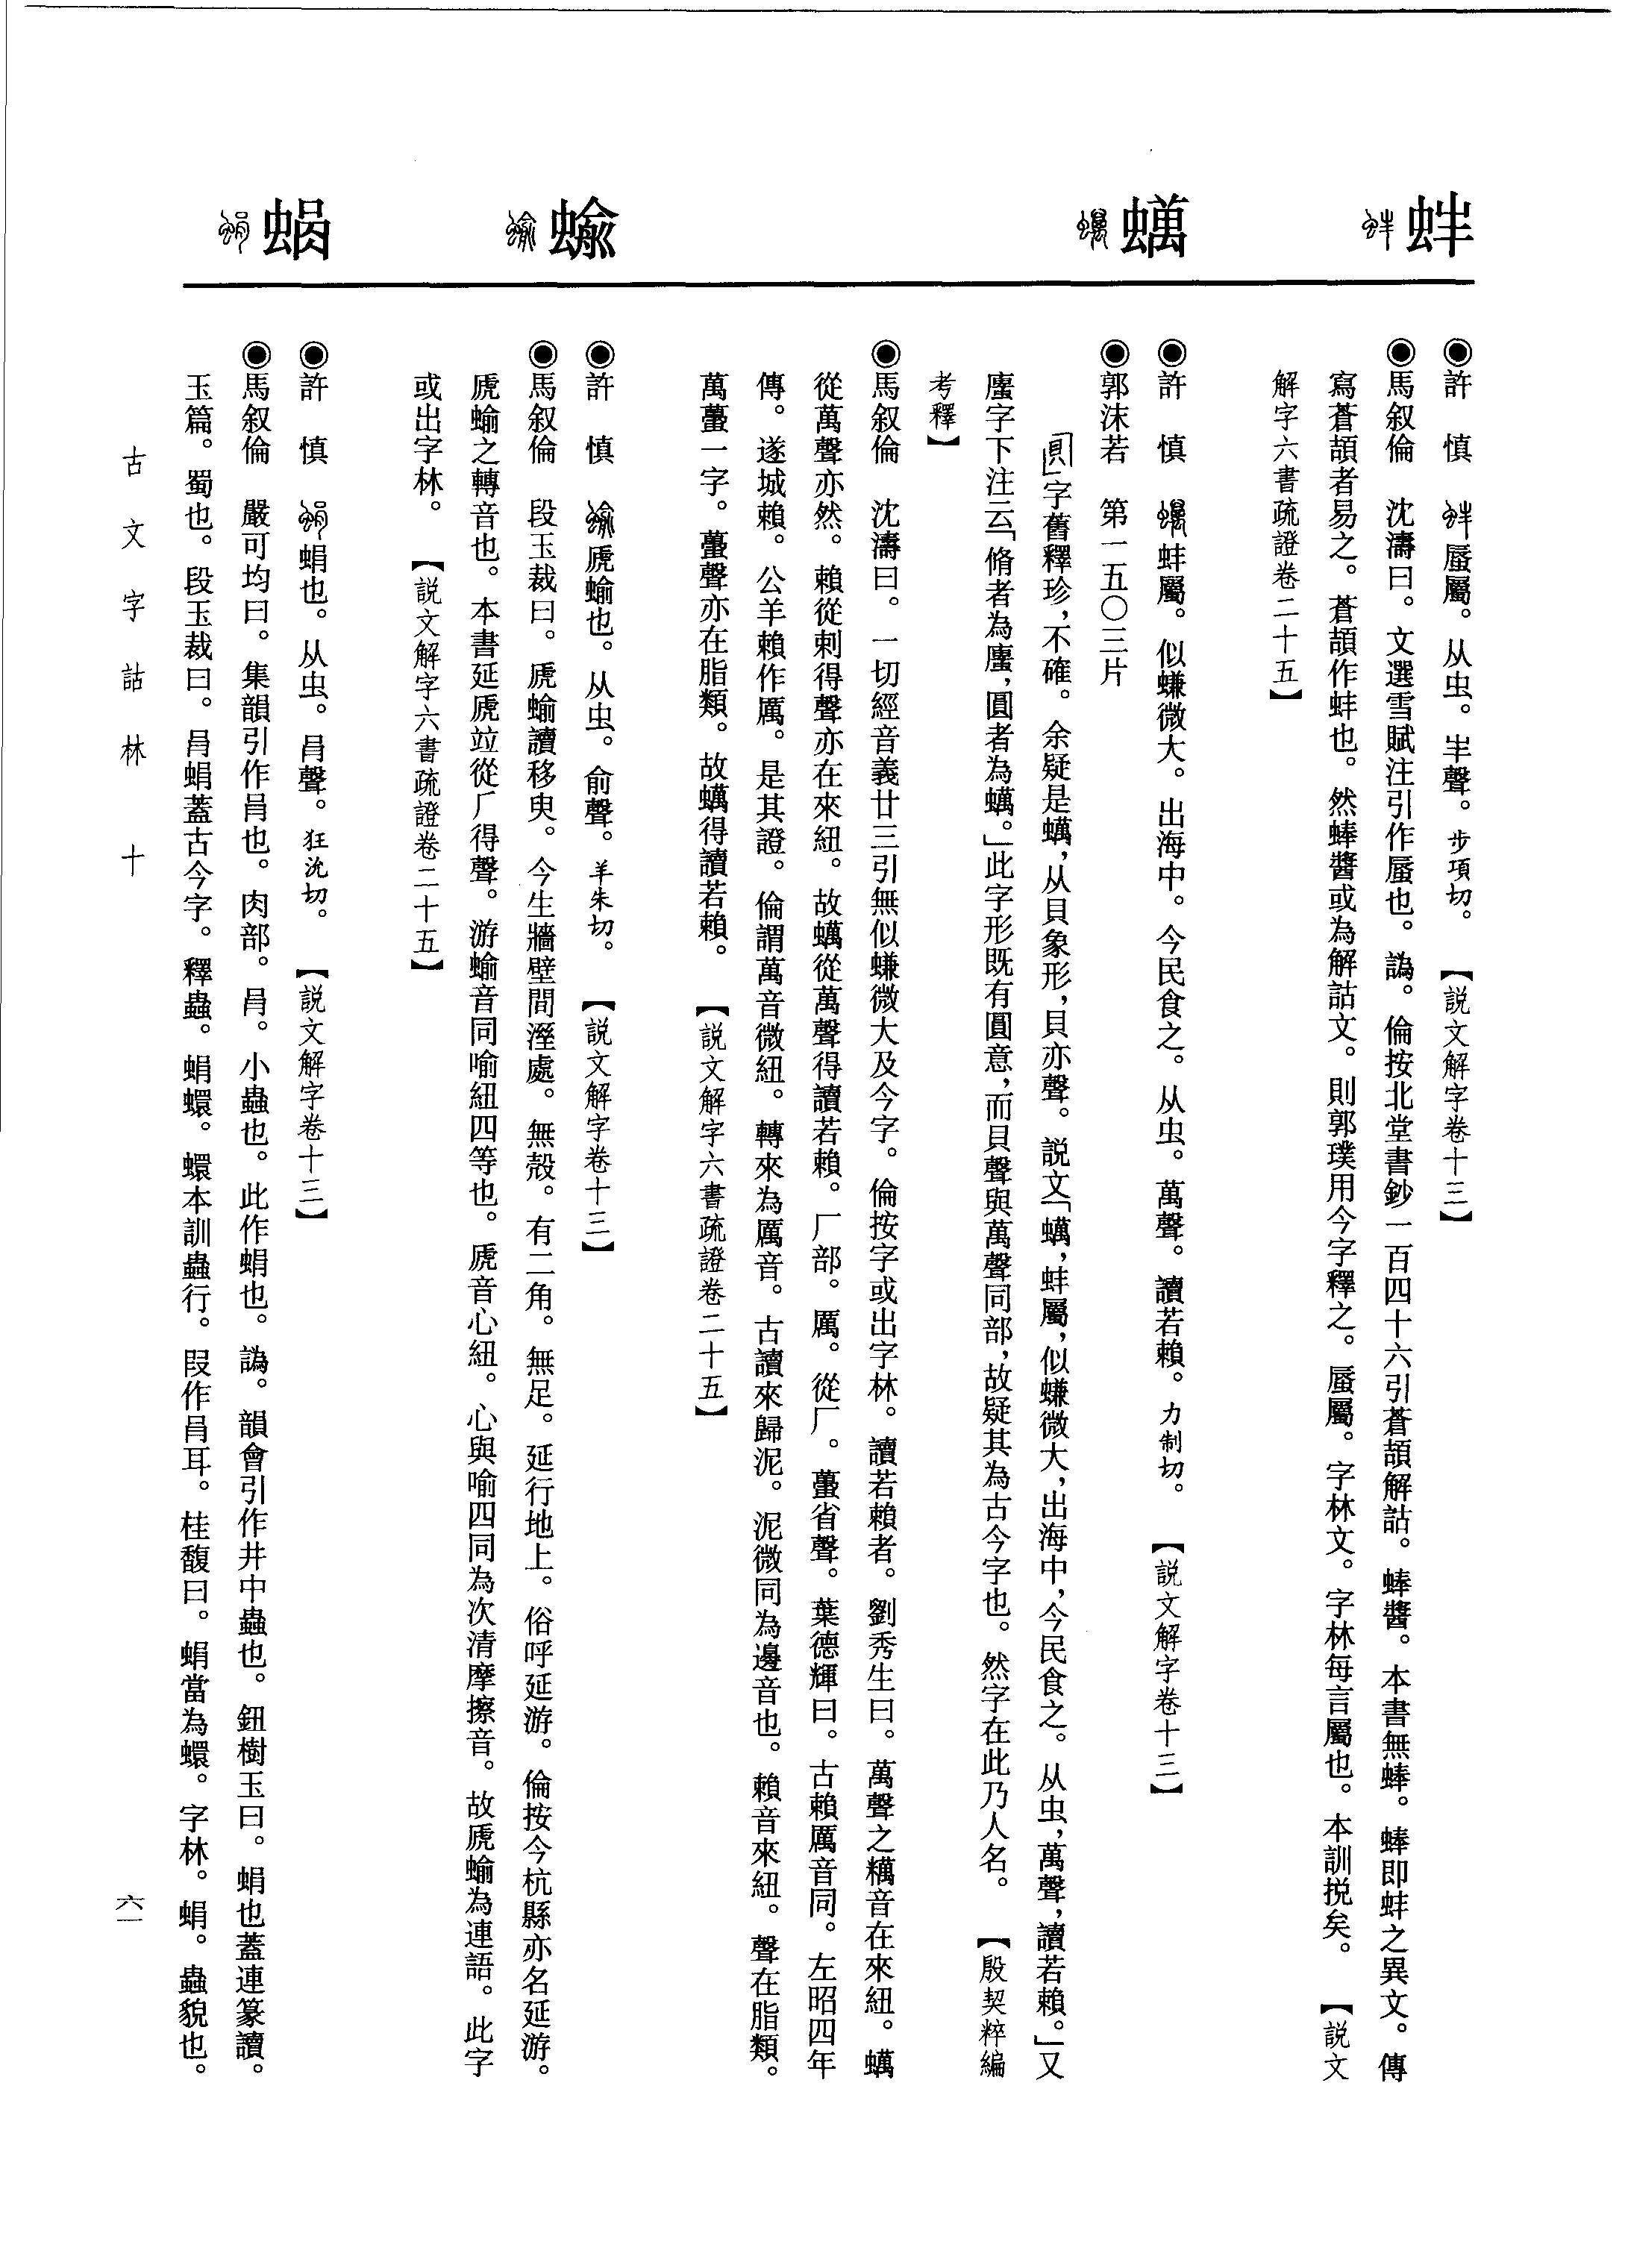 蚌
蠇
蝓
蜎
◉許　慎　蜃屬。从虫。丰聲。步項切。　【説文解字卷十三】
◉馬叙倫　沈濤曰。文選雪賦注引作蜃也。譌。倫按北堂書鈔一百四十六引蒼頡解詁。蜯醬。本書無蜯。蜯即蚌之異文。傳
寫蒼頡者易之。蒼頡作蚌也。然蜯醬或為解詁文。則郭璞用今字釋之。蜃屬。字林文。字林每言屬也。本訓捝矣。　【説文
解字六書疏證卷二十五】
◉許　慎　蚌屬。似螊微大。出海中。今民食之。从虫。萬聲。讀若賴。力制切。　【説文解字卷十三】
◉郭沫若　第一五〇三片
字舊釋珍，不確。余疑是蠇，从貝象形，貝亦聲。説文「蠇，蚌屬，似螊微大，出海中，今民食之。从虫，萬聲，讀若賴。」又
蠯字下注云「脩者為蠯，圓者為蠇。」此字形既有圓意，而貝聲與萬聲同部，故疑其為古今字也。然字在此乃人名。　【殷契粹編
考釋】
◉馬叙倫　沈濤曰。一切經音義廿三引無似螊微大及今字。倫按字或出字林。讀若賴者。劉秀生曰。萬聲之糲音在來紐。蠇
從萬聲亦然。賴從剌得聲亦在來紐。故蠇從萬聲得讀若賴。厂部。厲。從厂。蠆省聲。葉德輝曰。古賴厲音同。左昭四年
傳。遂城賴。公羊賴作厲。是其證。倫謂萬音微紐。轉來為厲音。古讀來歸泥。泥微同為邊音也。賴音來紐。聲在脂類。
萬蠆一字。蠆聲亦在脂類。故蠇得讀若賴。　【説文解字六書疏證卷二十五】
◉許　慎　虒蝓也。从虫。俞聲。羊朱切。　【説文解字卷十三】
◉馬叙倫　段玉裁曰。虒蝓讀移臾。今生牆壁間溼處。無殼。有二角。無足。延行地上。俗呼延游。倫按今杭縣亦名延游。
虒蝓之轉音也。本書延虒竝從厂得聲。游蝓音同喻紐四等也。虒音心紐。心與喻四同為次清摩擦音。故虒蝓為連語。此字
或出字林。　【説文解字六書疏證卷二十五】
◉許　慎　蜎也。从虫。肙聲。狂沇切。　【説文解字卷十三】
◉馬叙倫　嚴可均曰。集韻引作肙也。肉部。肙。小蟲也。此作蜎也。譌。韻會引作井中蟲也。鈕樹玉曰。蜎也蓋連篆讀。
玉篇。蜀也。段玉裁曰。肙蜎蓋古今字。釋蟲。蜎蠉。蠉本訓蟲行。叚作肙耳。桂馥曰。蜎當為蠉。字林。蜎。蟲貌也。
古文字詁林　十
六一